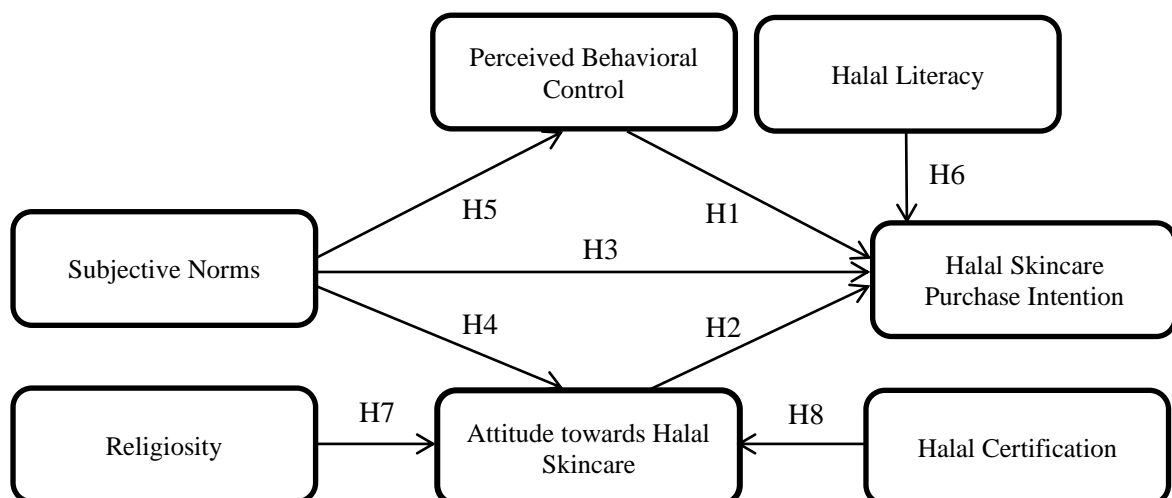 Perceived Behavioral
Control
Halal Literacy
H6
H5
H1
Subjective Norms
H3
Halal Skincare
Purchase Intention
H4
H2
Religiosity
H7
Attitude towards Halal
Skincare
H8
Halal Certification